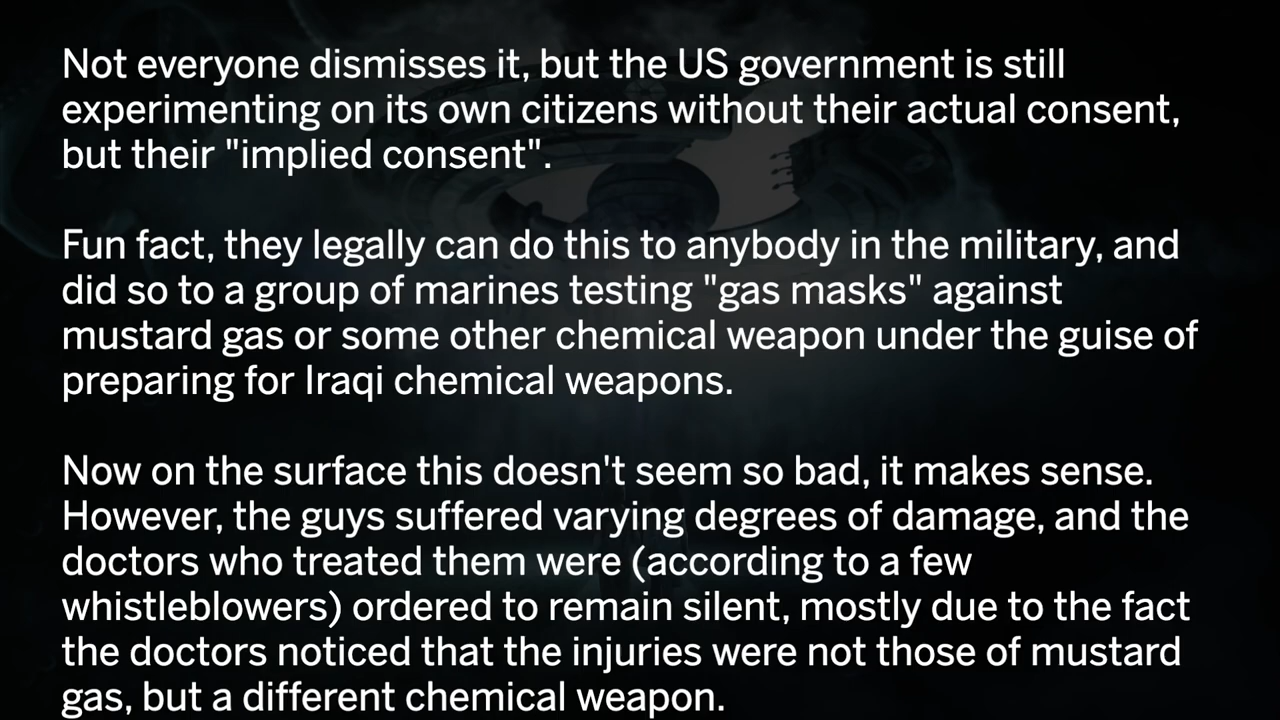 Not everyone dismisses it, but the US government is still
experimenting on its own citizens without their actual consent,
but their "implied consent".
Fun fact, they legally can do this to anybody in the military, and
did so to a group of marines testing "gas masks" against
mustard gas or some other chemical weapon under the guise of
preparing for Iraqi chemical weapons.
Now on the surface this doesn't seem so bad, it makes sense.
However, the guys suffered varying degrees of damage, and the
doctors who treated them were (according to a few
whistleblowers) ordered to remain silent, mostly due to the fact
the doctors noticed that the injuries were not those of mustard
gas, but a different chemical weapon.